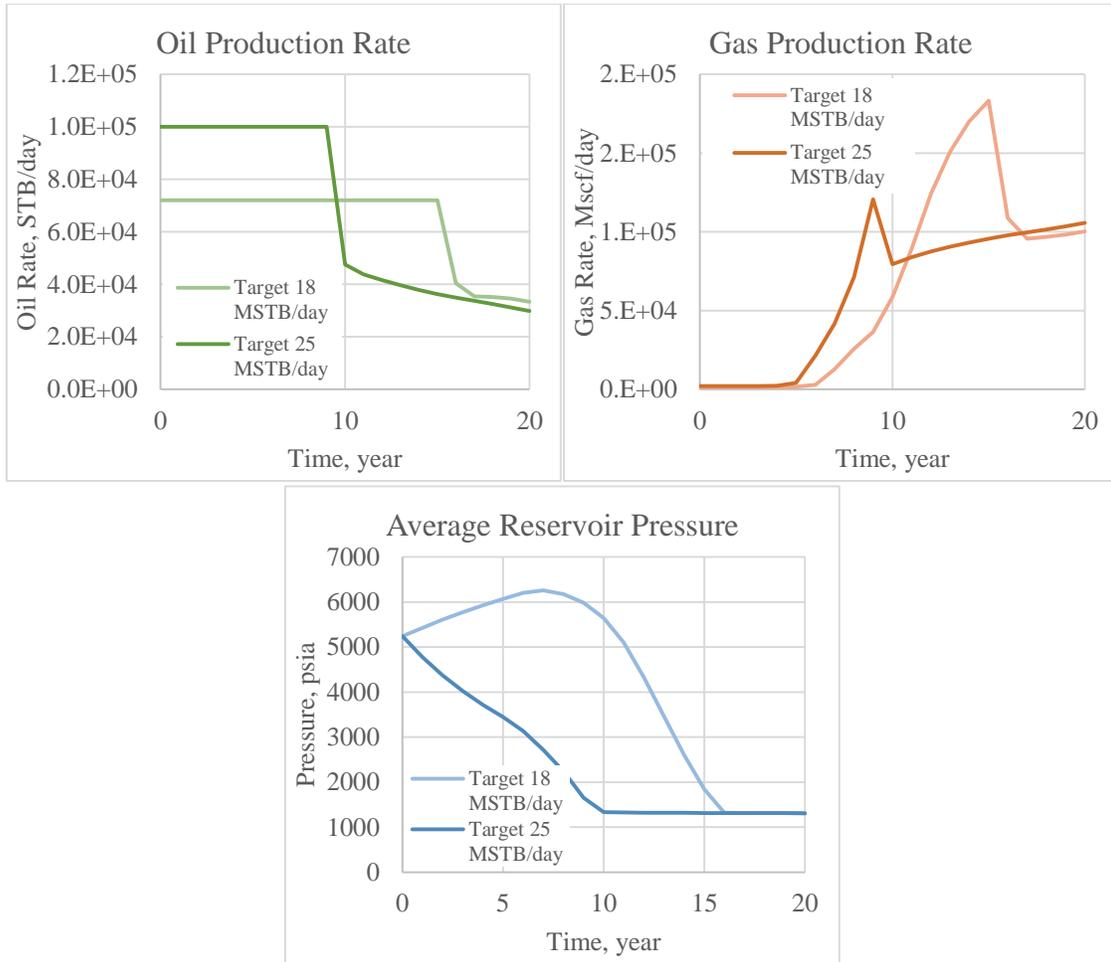 Oil Production Rate
Oil Rate, STB/day
1.2E+05
1.0E+05
8.0E+04
6.0E+04
4.0E+04
2.0E+04
0.0E+00
Target 18
MSTB/day
Target 25
MSTB/day
0 10 20
Time, year
Gas Production Rate
Gas Rate, Mscf/day
2.E+05
2.E+05
1.E+05
5.E+04
0.E+00
Target 18
MSTB/day
Target 25
MSTB/day
0 10 20
Time, year
Average Reservoir Pressure
Pressure, psia
7000
6000
5000
4000
3000
2000
1000
0
Target 18
MSTB/day
Target 25
MSTB/day
0 5 10 15 20
Time, year